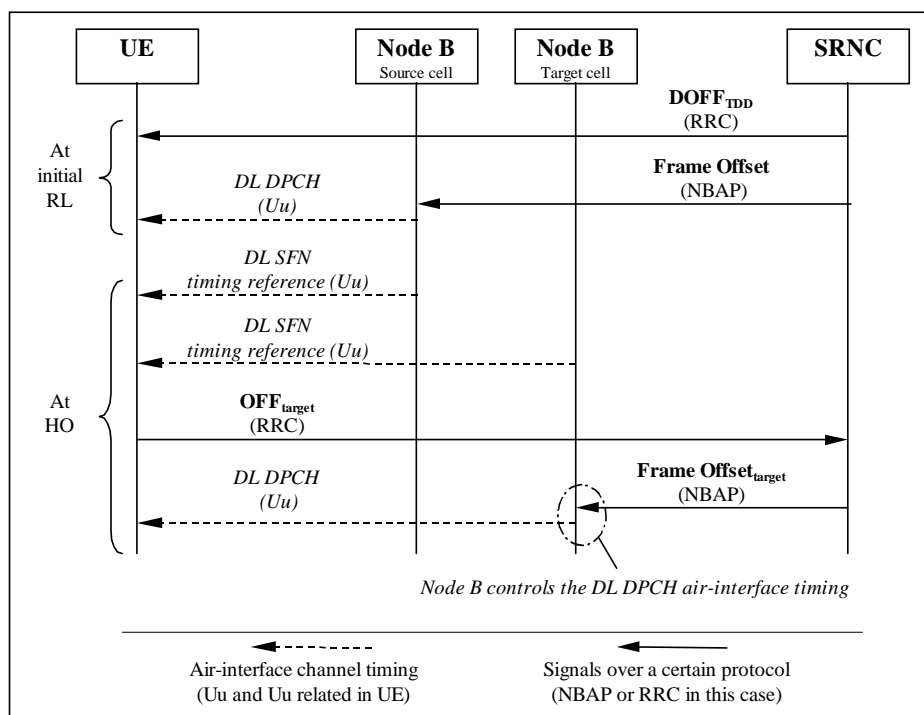 UE
Node B
Source cell
Node B
Target cell
SRNC
DOFF_TDD
(RRC)
At
initial
RL
Frame Offset
(NBAP)
DL DPCH
(Uu)
DL SFN
timing reference (Uu)
DL SFN
timing reference (Uu)
At
HO
OFF_target
(RRC)
Frame Offset_target
(NBAP)
DL DPCH
(Uu)
Node B controls the DL DPCH air-interface timing
Air-interface channel timing
(Uu and Uu related in UE)
Signals over a certain protocol
(NBAP or RRC in this case)